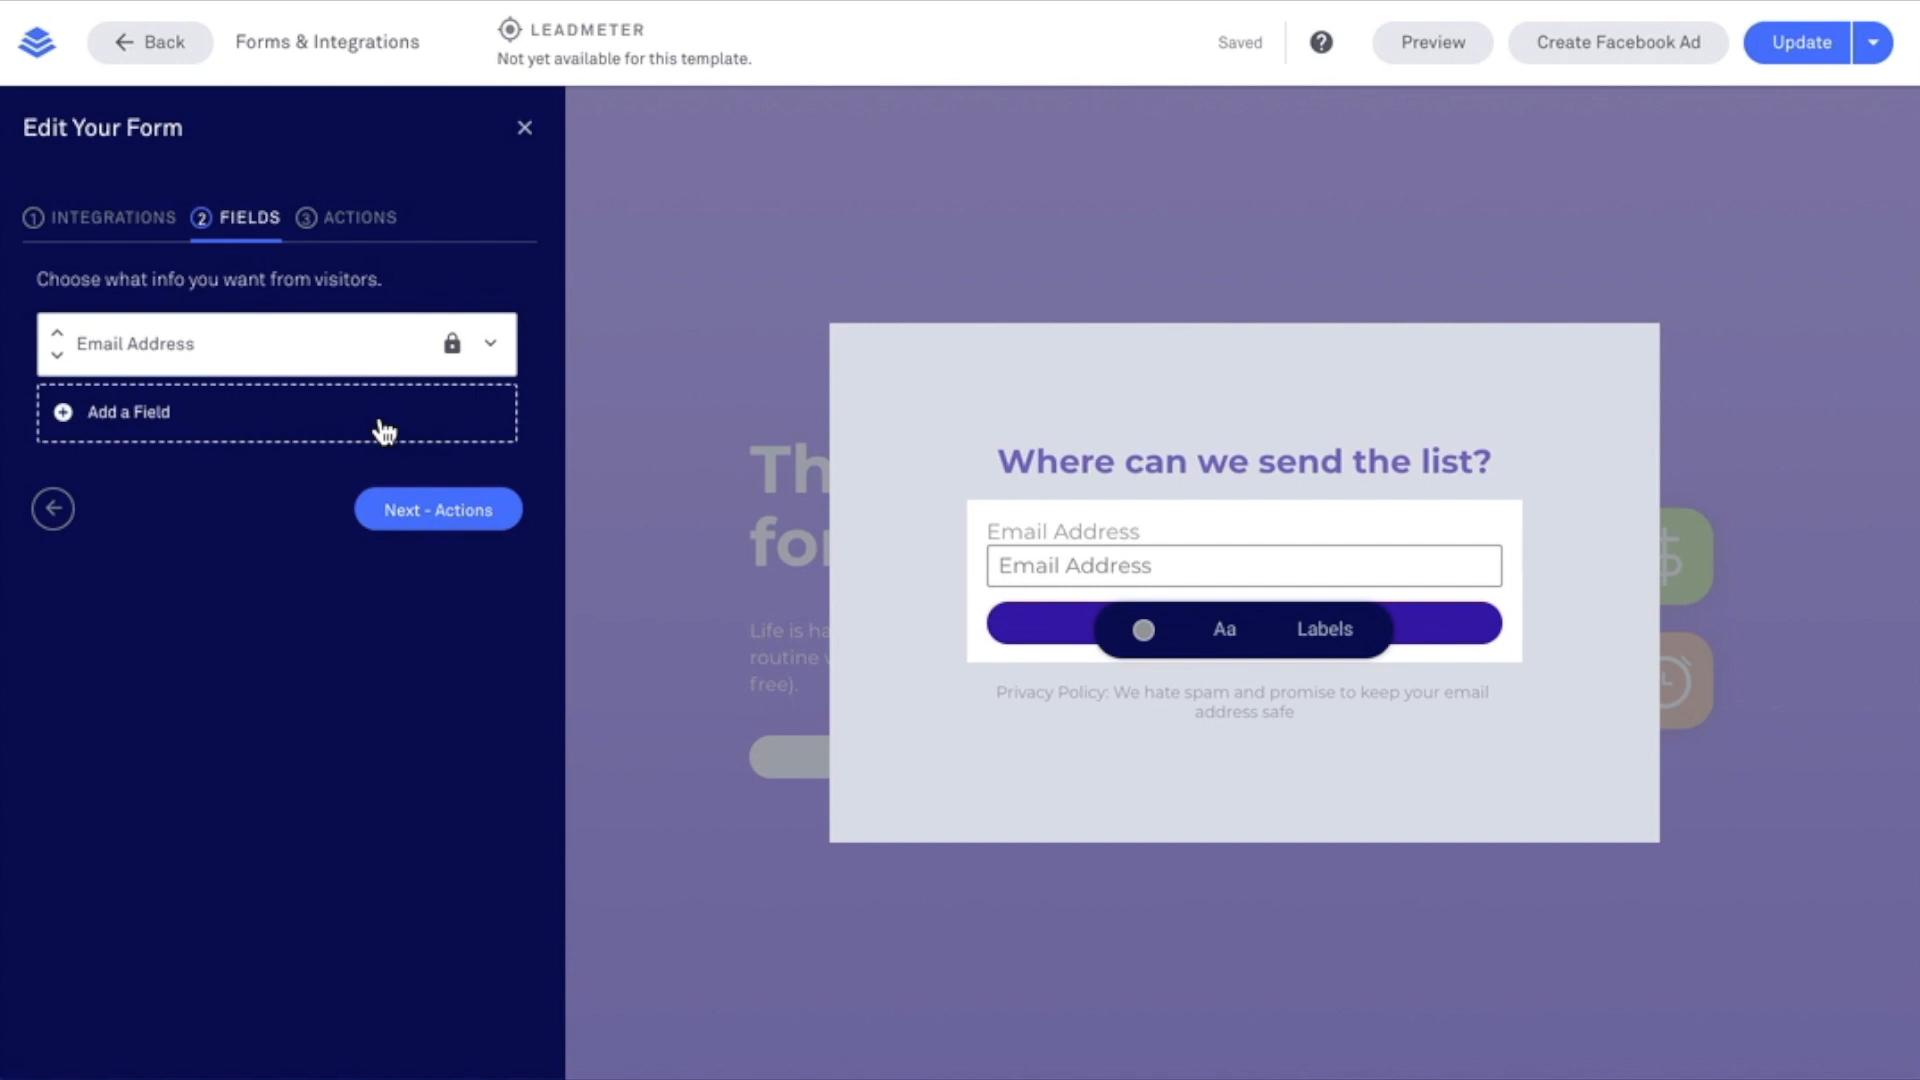 Back
Forms & Integrations
LEADMETER
Not yet available for this template.
Saved
?
Preview
Create Facebook Ad
Update
Edit Your Form
1 INTEGRATIONS
2 FIELDS
3 ACTIONS
Choose what info you want from visitors.
Email Address
Add a Field
Next - Actions
Th
for
Life is ha
routine
free).
Where can we send the list?
Email Address
Email Address
Aa
Labels
Privacy Policy: We hate spam and promise to keep your email
address safe
$